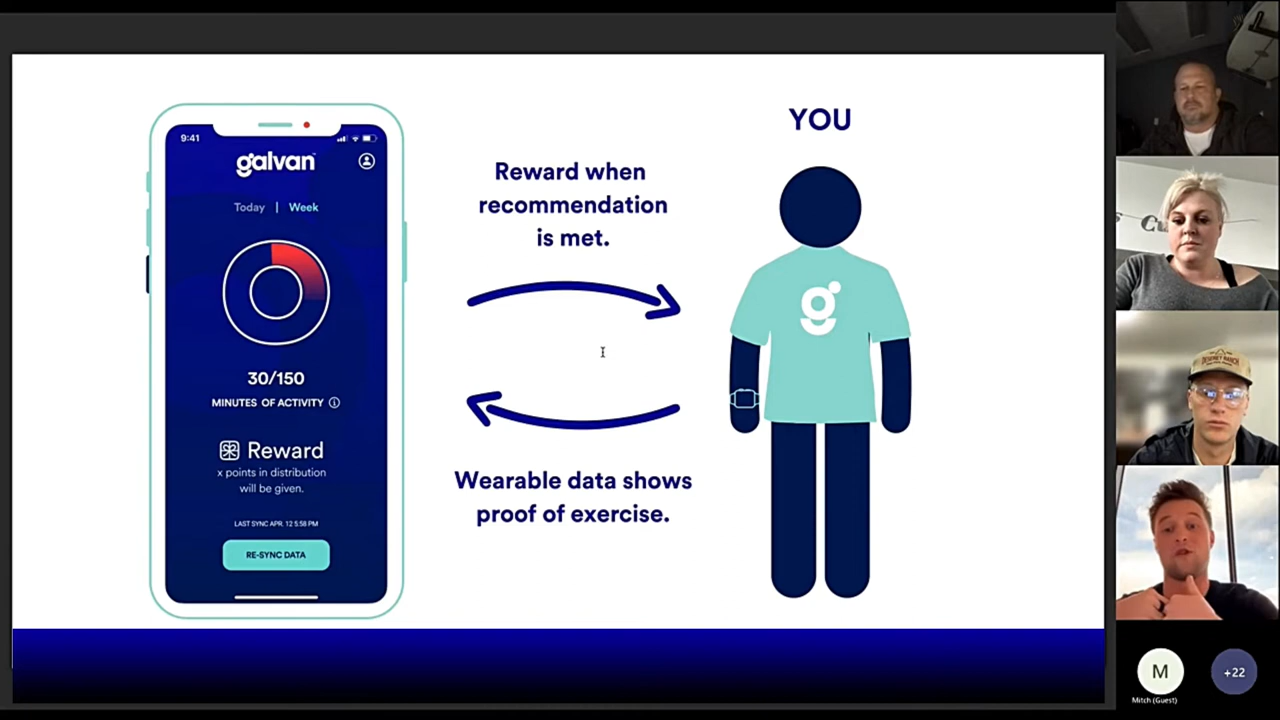 9:41
galvan
Today | Week
30/150
MINUTES OF ACTIVITY
Reward
x points in distribution
will be given.
LAST SYNC APR. 12 5:58 PM
RE-SYNC DATA
Reward when
recommendation
is met.
Wearable data shows
proof of exercise.
YOU
g
M
Mitch (Guest)
+22